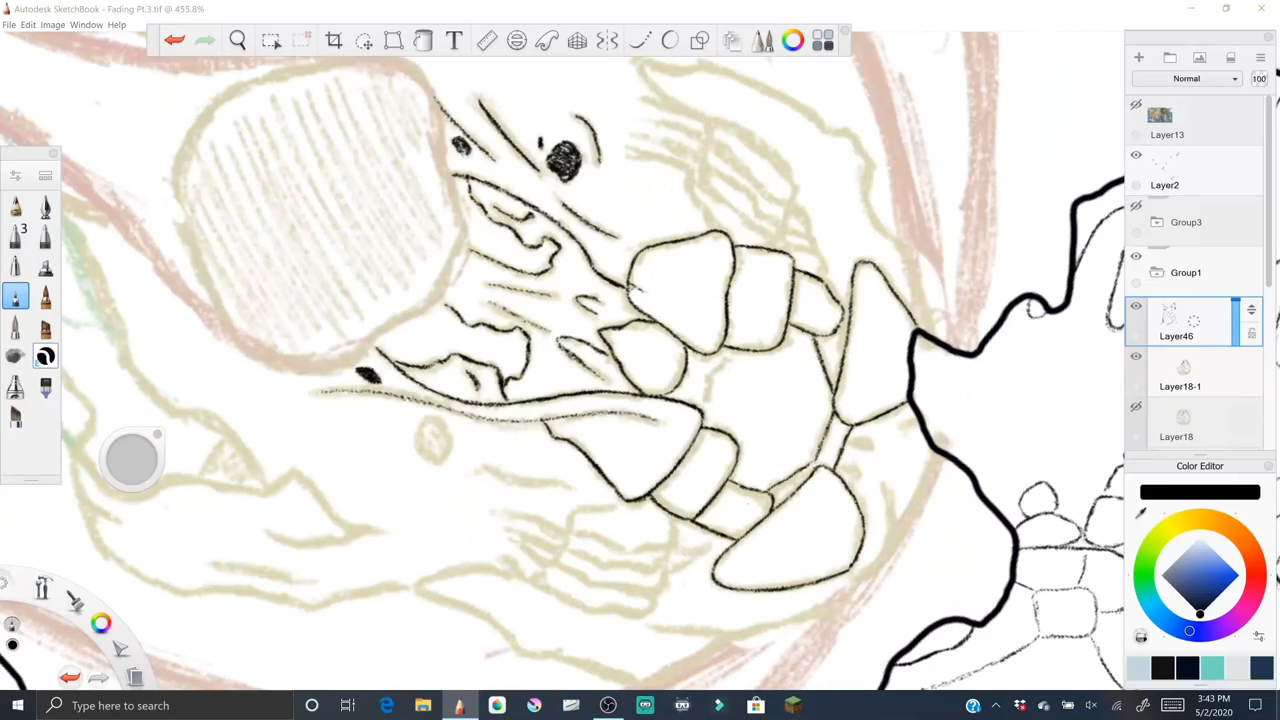 Autodesk SketchBook - Fading Pt.3.tif @ 455.8%
File Edit Image Window Help
T
Normal
100
Layer13
Layer2
3
Group3
Group1
Layer46
Layer18-1
Layer18
Color Editor
Type here to search
3:43 PM
5/2/2020